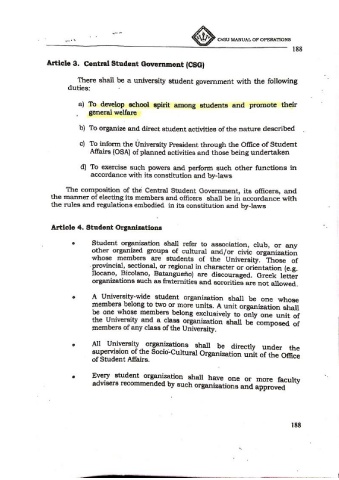 CNSU MANUAL OF OPERATIONS
188
Article 3. Central Student Government (CSG)
There shall be a university student government with the following
duties:
a) To develop school spirit among students and promote their
general welfare
b) To organize and direct student activities of the nature described
c) To inform the University President through the Office of Student
Affairs (OSA) of planned activities and those being undertaken
d) To exercise such powers and perform such other functions in
accordance with its constitution and by-laws
The composition of the Central Student Government, its officers, and
the manner of electing its members and officers shall be in accordance with
the rules and regulations embodied in its constitution and by-laws
Article 4. Student Organizations
• Student organization shall refer to association, club, or any
other organized groups of cultural and/or civic organization
whose members are students of the University. Those of
provincial, sectional, or regional in character or orientation (e.g.
Ilocano, Bicolano, Batangueño) are discouraged. Greek letter
organizations such as fraternities and sororities are not allowed.
• A University-wide student organization shall be one whose
members belong to two or more units. A unit organization shall
be one whose members belong exclusively to only one unit of
the University and a class organization shall be composed of
members of any class of the University.
• All University organizations shall be directly under the
supervision of the Socio-Cultural Organization unit of the Office
of Student Affairs.
• Every student organization shall have one or more faculty
advisers recommended by such organizations and approved
188